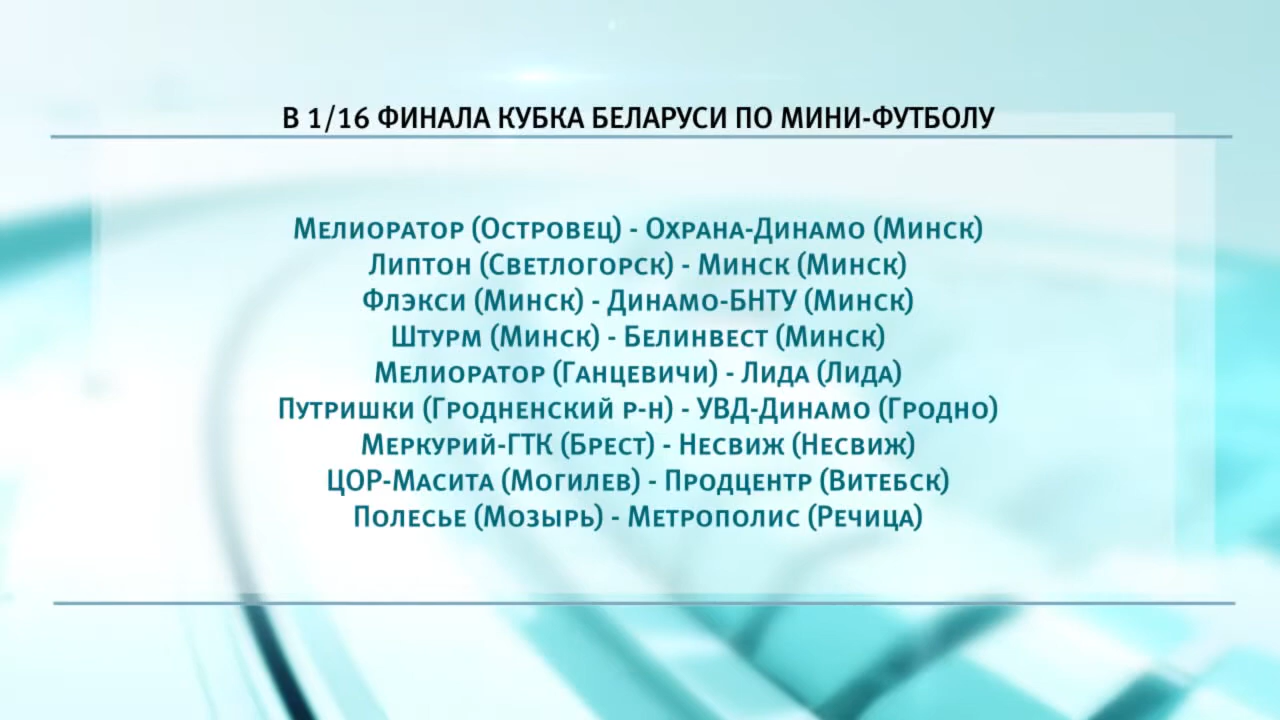 В 1/16 ФИНАЛА КУБКА БЕЛАРУСИ ПО МИНИ-ФУТБОЛУ
Мелиоратор (Островец) - Охрана-Динамо (Минск)
Липтон (Светлогорск) - Минск (Минск)
Флэкси (Минск) - Динамо-БНТУ (Минск)
Штурм (Минск) - Белинвест (Минск)
Мелиоратор (Ганцевичи) - Лида (Лида)
Путришки (Гродненский р-н) - УВД-Динамо (Гродно)
Меркурий-ГТК (Брест) - Несвиж (Несвиж)
ЦОР-Масита (Могилев) - Продцентр (Витебск)
Полесье (Мозырь) - Метрополис (Речица)